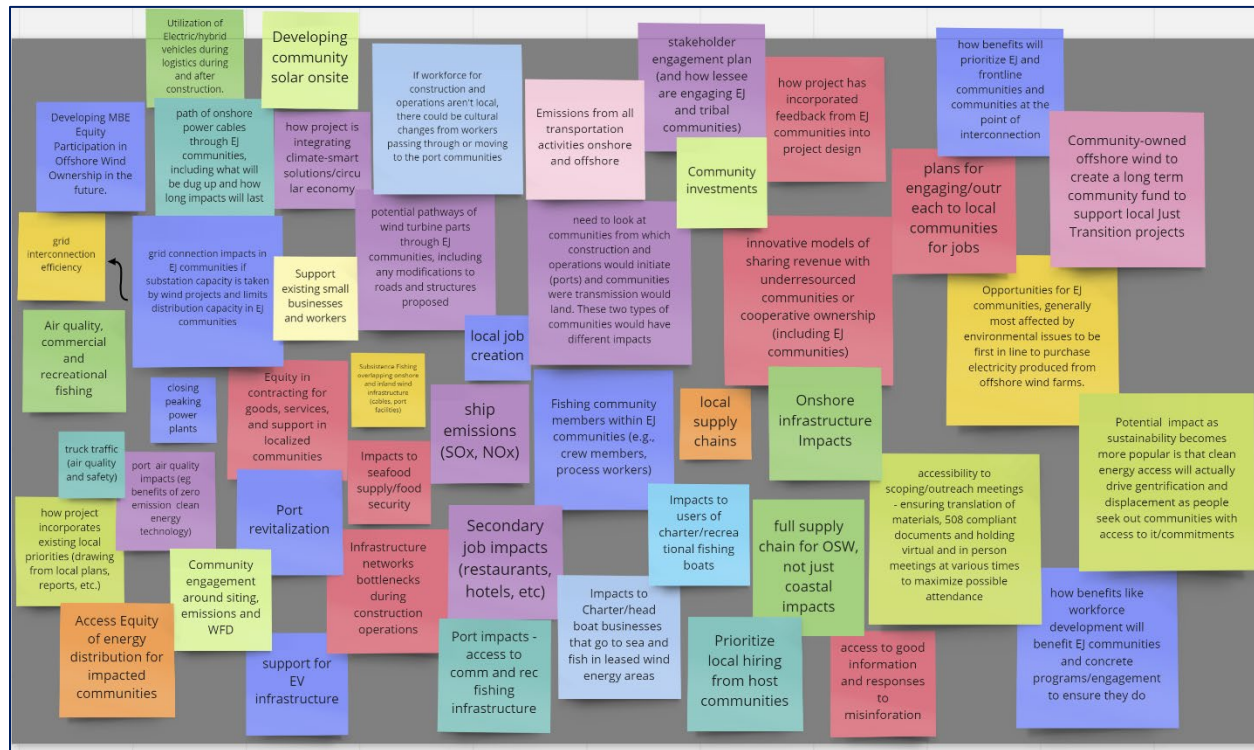 Utilization of
Electric/hybrid
vehicles during
logistics during
and after
construction.
Developing
community
solar onsite
If workforce for
construction and
operations aren't local,
there could be cultural
changes from workers
passing through or moving
to the port communities
Emissions from all
transportation
activities onshore
and offshore
stakeholder
engagement plan
(and how lessee
are engaging EJ
and tribal
communities)
how project has
incorporated
feedback from EJ
communities into
project design
how benefits will
prioritize EJ and
frontline
communities and
communities at the
point of
interconnection
Developing MBE
Equity
Participation in
Offshore Wind
Ownership in the
future.
path of onshore
power cables
through EJ
communities,
including what will
be dug up and how
long impacts will last
how project is
integrating
climate-smart
solutions/circu
lar economy
Community
investments
plans for
engaging/outr
each to local
communities
for jobs
Community-owned
offshore wind to
create a long term
community fund to
support local Just
Transition projects
grid
interconnection
efficiency
grid connection impacts in
EJ communities if
substation capacity is taken
by wind projects and limits
distribution capacity in EJ
communities
Support
existing small
businesses
and workers
potential pathways of
wind turbine parts
through EJ
communities, including
any modifications to
roads and structures
proposed
need to look at
communities from which
construction and
operations would initiate
(ports) and communities
were transmission would
land. These two types of
communities would have
different impacts
innovative models of
sharing revenue with
underresourced
communities or
cooperative ownership
(including EJ
communities)
Opportunities for EJ
communities, generally
most affected by
environmental issues to be
first in line to purchase
electricity produced from
offshore wind farms.
Air quality,
commercial
and
recreational
fishing
closing
peaking
power
plants
Equity in
contracting for
goods, services,
and support in
localized
communities
Subsistence Fishing
overlapping onshore
and inland wind
infrastructure
(cables, port
facilities)
local job
creation
ship
emissions
(SOx, NOx)
Fishing community
members within EJ
communities (e.g.,
crew members,
process workers)
local
supply
chains
Onshore
infrastructure
Impacts
Potential impact as
sustainability becomes
more popular is that clean
energy access will actually
drive gentrification and
displacement as people
seek out communities with
access to it/commitments
truck traffic
(air quality
and safety)
port air quality
impacts (eg
benefits of zero
emission clean
energy
technology)
Port
revitalization
Impacts to
seafood
supply/food
security
Impacts to
users of
charter/recrea
tional fishing
boats
full supply
chain for OSW,
not just
coastal
impacts
accessibility to
scoping/outreach meetings
- ensuring translation of
materials, 508 compliant
documents and holding
virtual and in person
meetings at various times
to maximize possible
attendance
how project
incorporates
existing local
priorities (drawing
from local plans,
reports, etc.)
Community
engagement
around siting,
emissions and
WFD
Infrastructure
networks
bottlenecks
during
construction
operations
Secondary
job impacts
(restaurants,
hotels, etc)
Impacts to
Charter/head
boat businesses
that go to sea and
fish in leased wind
energy areas
how benefits like
workforce
development will
benefit EJ
communities and
concrete
programs/engagement
to ensure they do
Access Equity
of energy
distribution for
impacted
communities
support for
EV
infrastructure
Port impacts -
access to
comm and rec
fishing
infrastructure
Prioritize
local hiring
from host
communities
access to good
information
and responses
to
misinforation